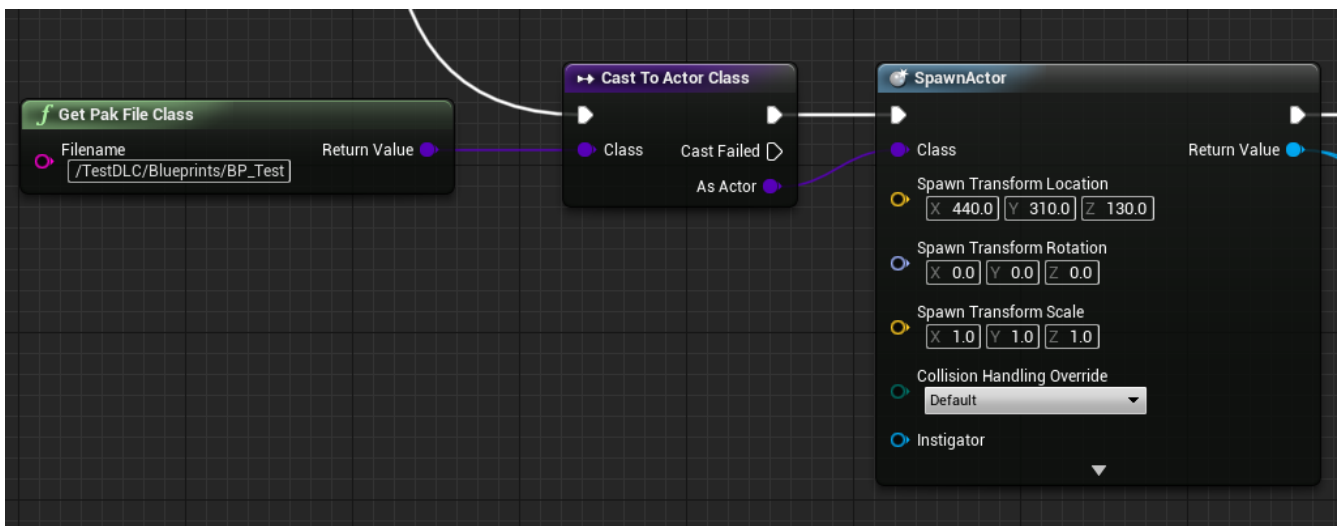 Get Pak File Class
Filename
/TestDLC/Blueprints/BP_Test
Return Value
Cast To Actor Class
Class
Cast Failed
As Actor
SpawnActor
Class
Return Value
Spawn Transform Location
X 440.0 Y 310.0 Z 130.0
Spawn Transform Rotation
X 0.0 Y 0.0 Z 0.0
Spawn Transform Scale
X 1.0 Y 1.0 Z 1.0
Collision Handling Override
Default
Instigator